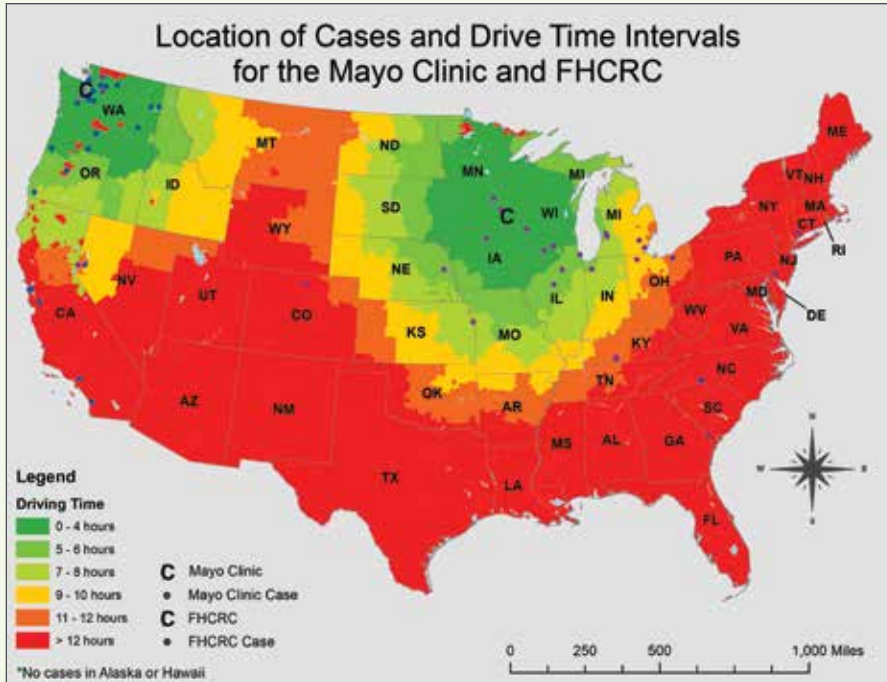 Location of Cases and Drive Time Intervals
for the Mayo Clinic and FHCRC
C
WA
OR
ID
MT
ND
MN
SD
WY
NE
IA
WI
MI
MI
NV
UT
CO
CA
KS
MO
IL
IN
OH
KY
WV
VA
PA
NY
VT
NH
ME
MA
CT
RI
NJ
MD
DE
AZ
NM
OK
AR
TN
NC
SC
TX
LA
MS
AL
GA
FL
C
N
W
E
S
Legend
Driving Time
0 - 4 hours
5 - 6 hours
7 - 8 hours
9 - 10 hours
11 - 12 hours
> 12 hours
C Mayo Clinic
Mayo Clinic Case
C FHCRC
FHCRC Case
*No cases in Alaska or Hawaii
0 250 500 1,000 Miles